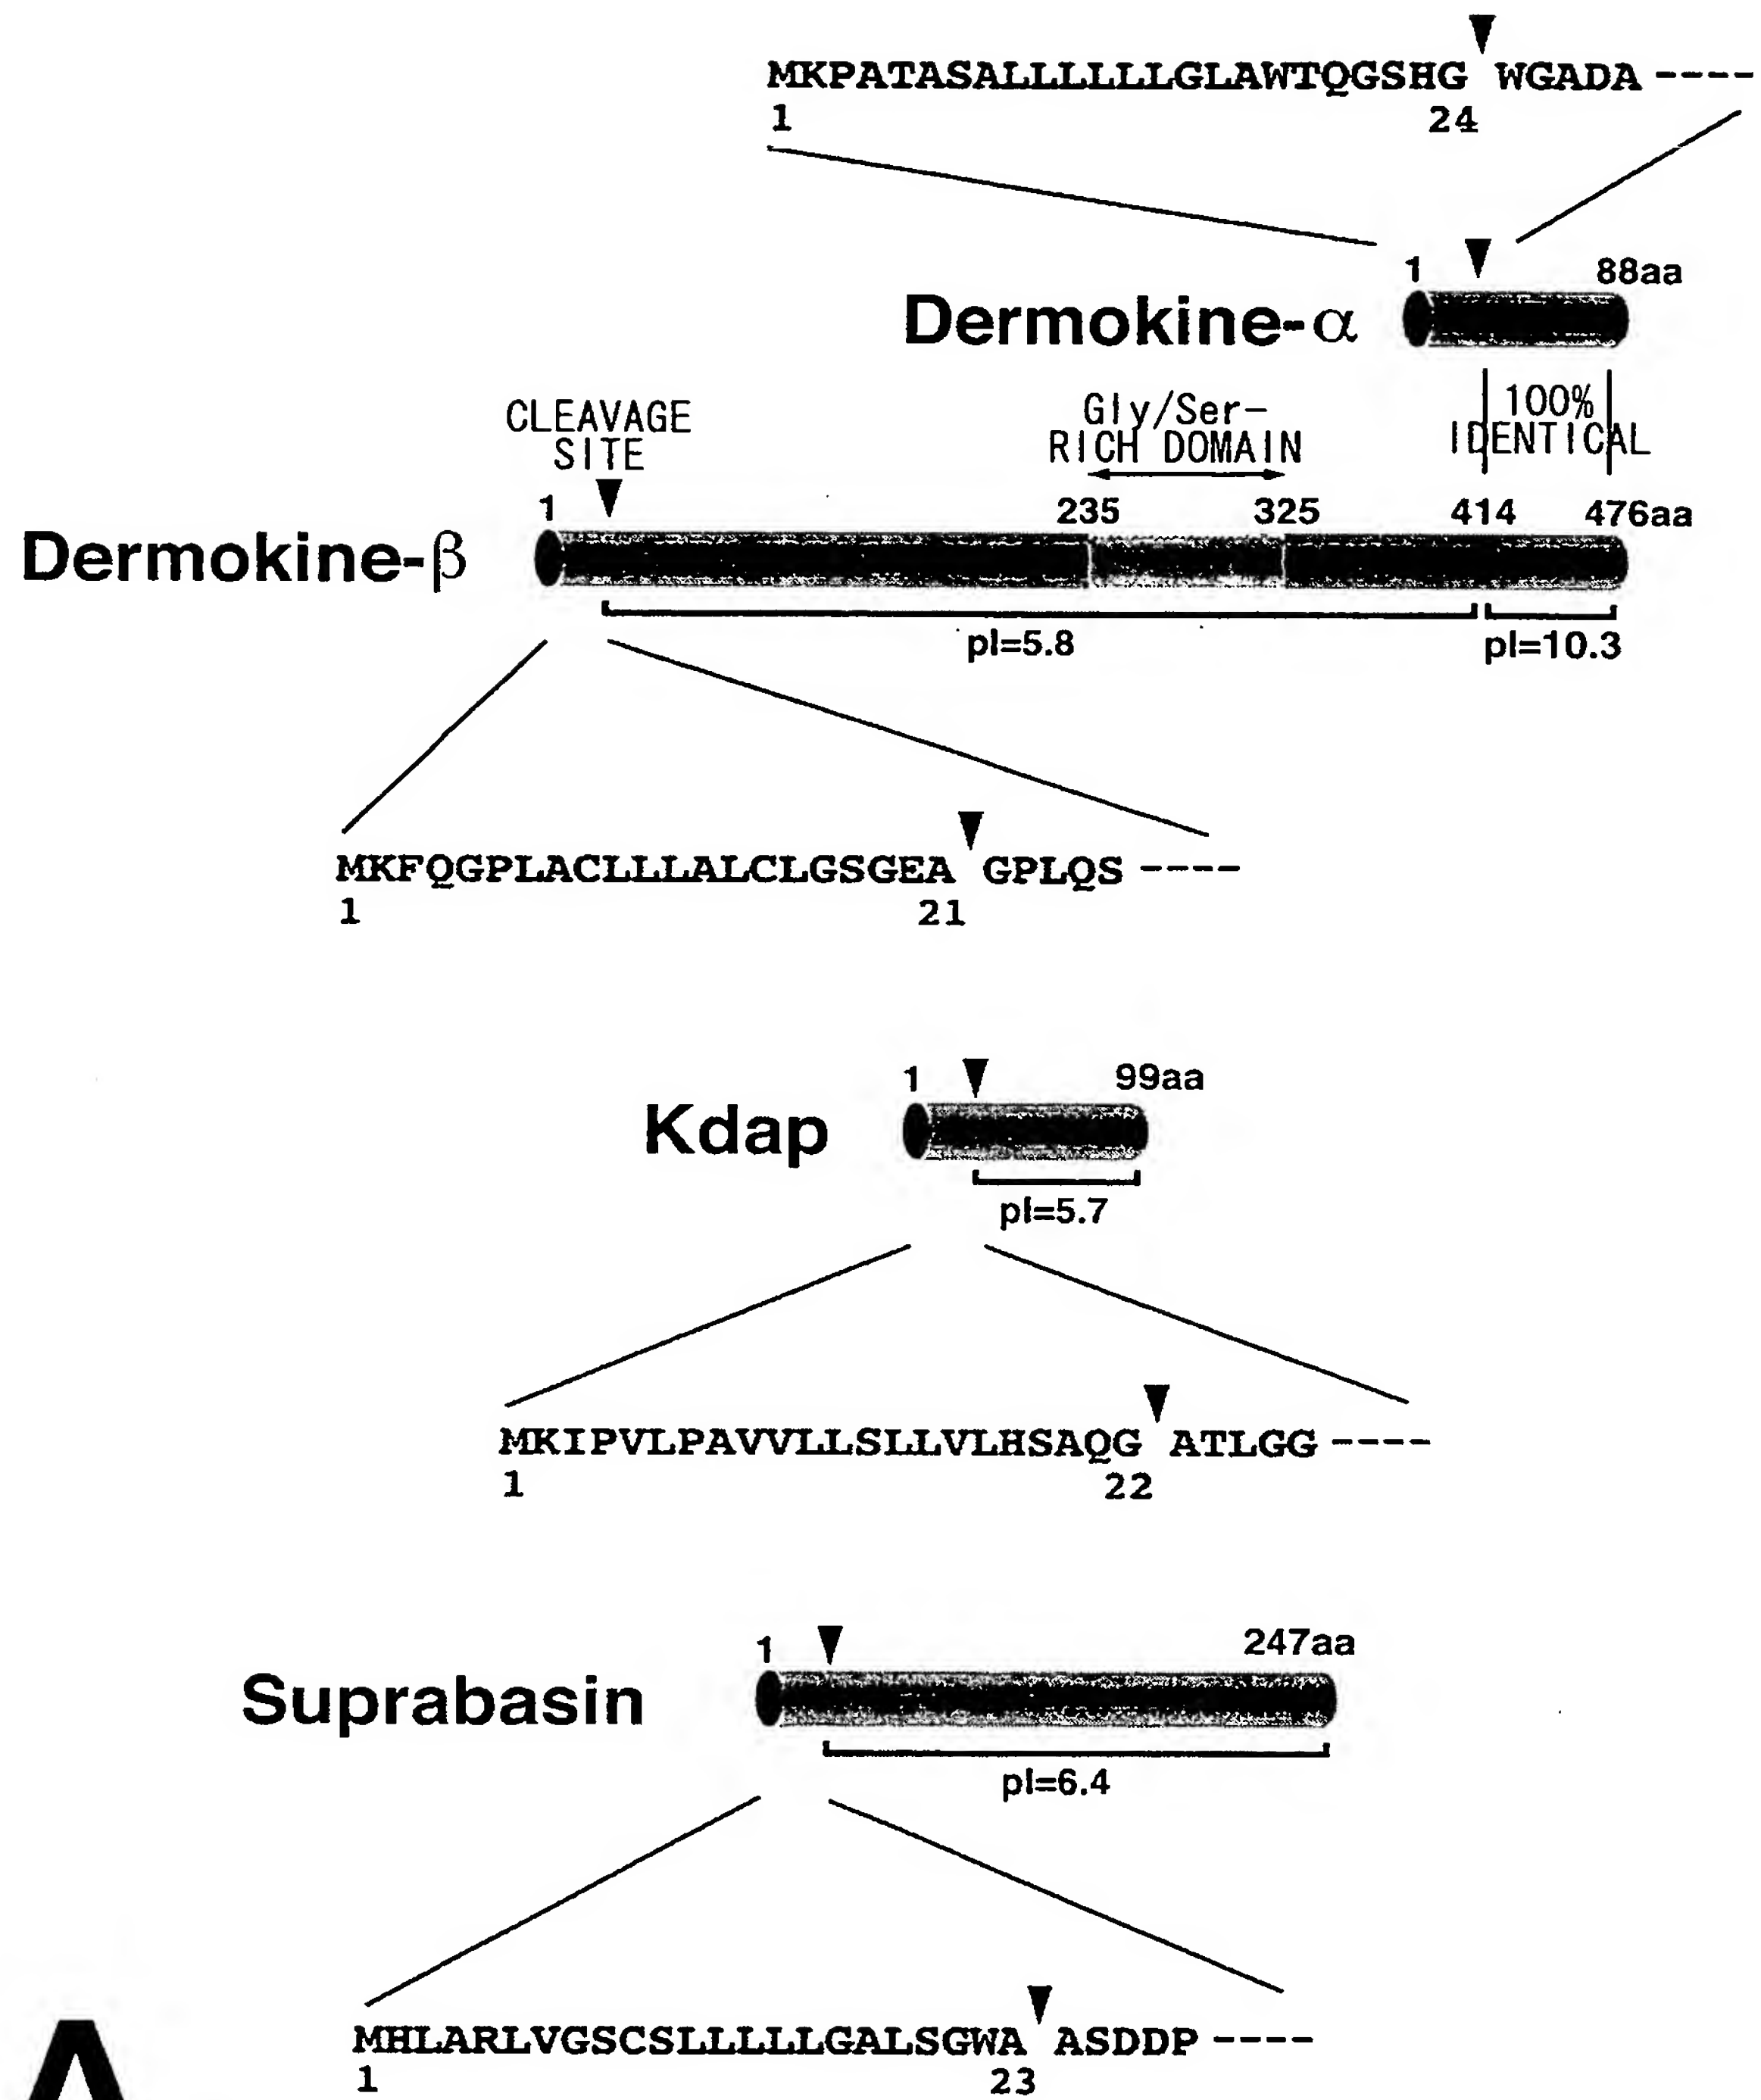 MKPATASALLLLLLLGLAWTQGSHG WGADA ----
1 24
1 88aa
Dermokine-α
CLEAVAGE
SITE
Gly/Ser-
RICH DOMAIN
100%
IDENTICAL
1 235 325 414 476aa
Dermokine-β
pI=5.8 pI=10.3
MKFQGPLACLLLALCLGSGEA GPLQS ----
1 21
1 99aa
Kdap
pI=5.7
MKIPVLPAVVLLSLLVLHSAQG ATLGG ----
1 22
1 247aa
Suprabasin
pI=6.4
MHLARLVGSCSLLLLLGALSGWA ASDDP ----
1 23
A